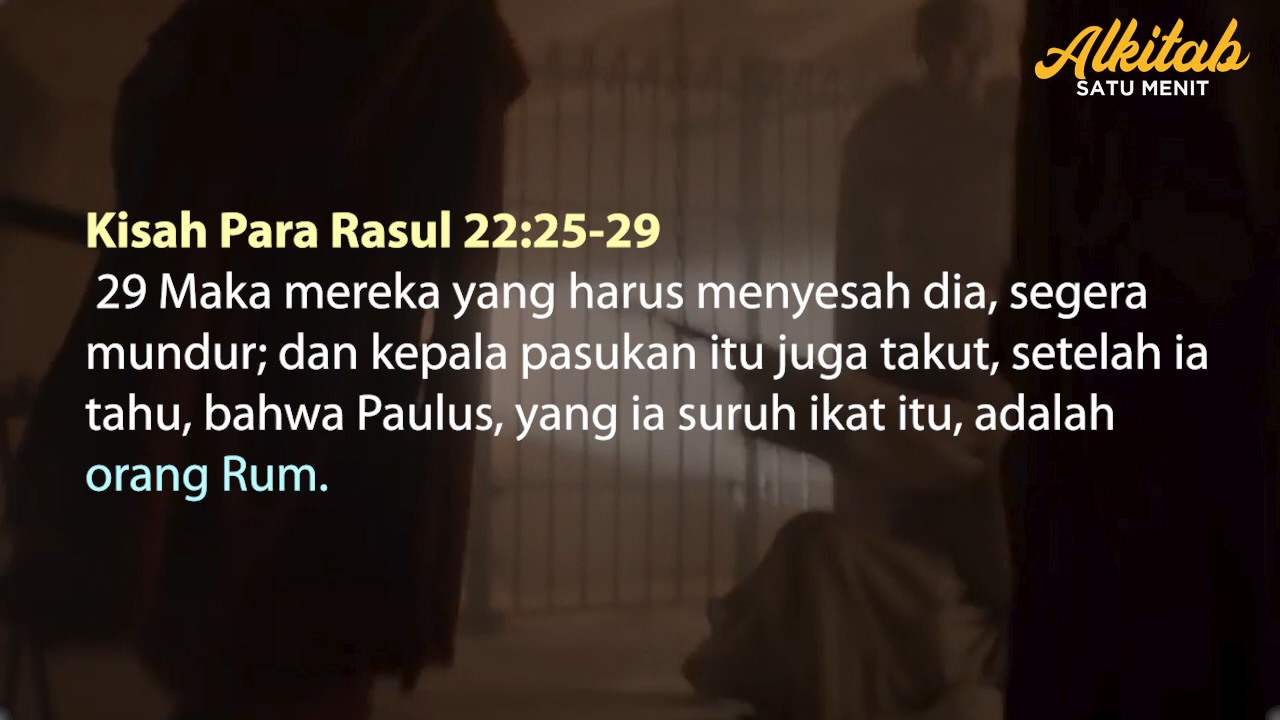 Alkitab
SATU MENIT
Kisah Para Rasul 22:25-29
29 Maka mereka yang harus menyesah dia, segera
mundur; dan kepala pasukan itu juga takut, setelah ia
tahu, bahwa Paulus, yang ia suruh ikat itu, adalah
orang Rum.